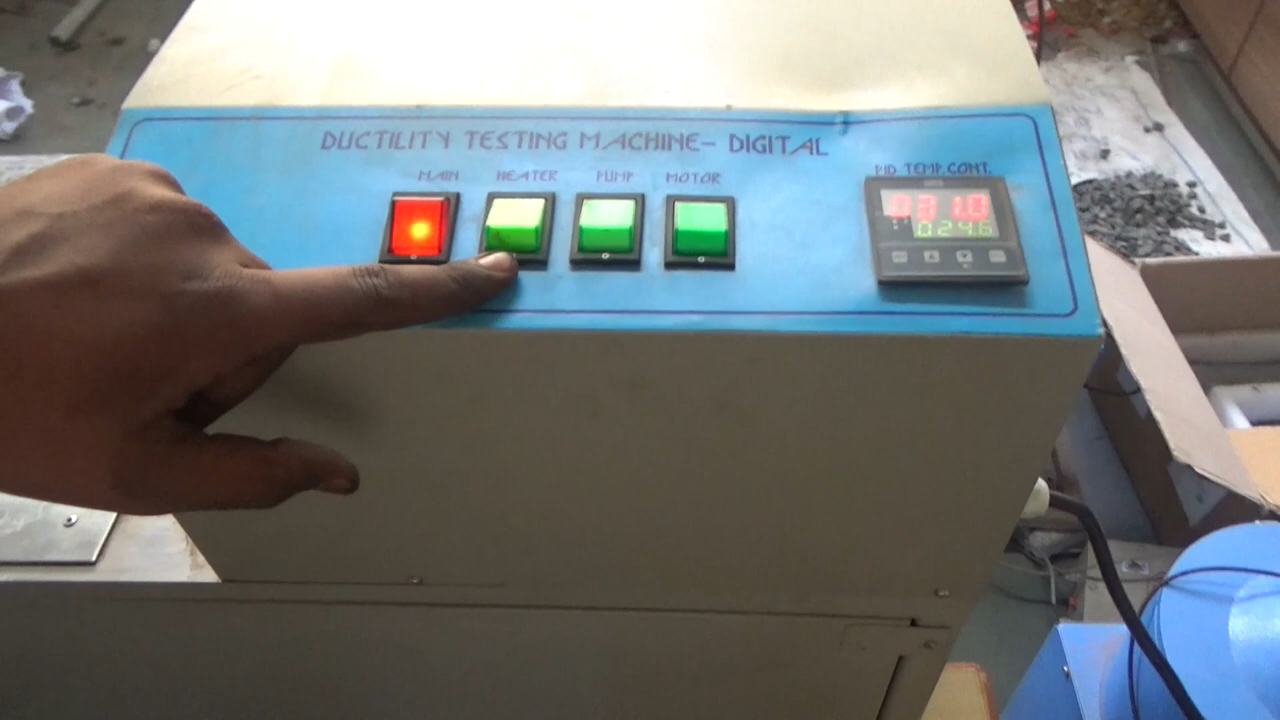 DUCTILITY TESTING MACHINE- DIGITAL
MAIN HEATER PUMP MOTOR
PID TEMP.CONT.
031.0
024.6